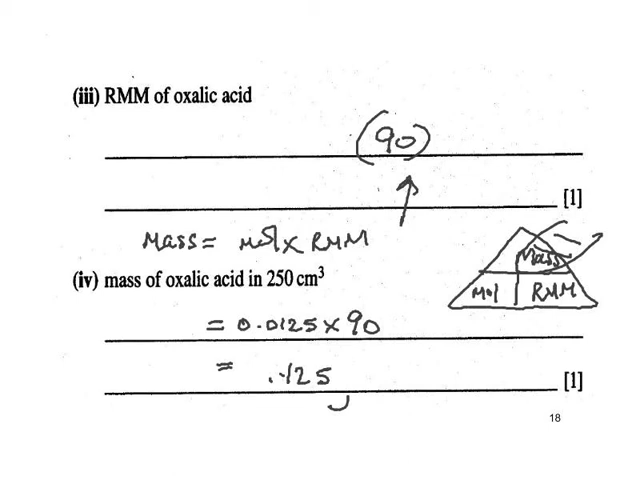 (iii) RMM of oxalic acid
(90)
[1]
Mass = mol x RMM
Mass
mol RMM
(iv) mass of oxalic acid in 250 cm³
= 0.0125 x 90
= .125
[1]
18